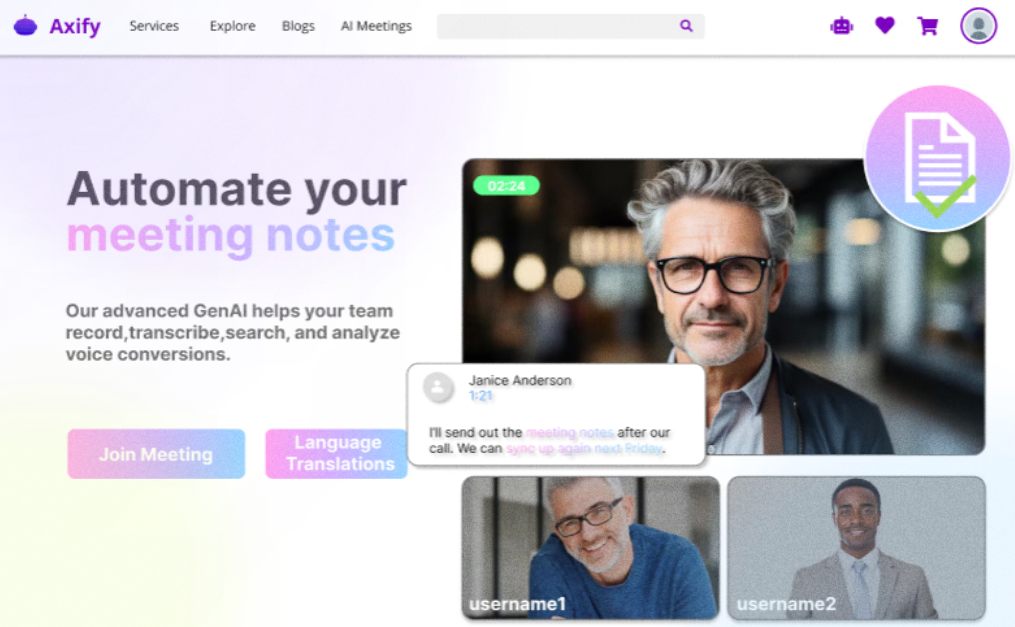 Axify
Services
Explore
Blogs
AI Meetings
Automate your
meeting notes
Our advanced GenAI helps your team
record,transcribe,search, and analyze
voice conversions.
Join Meeting
Language
Translations
02:24
Janice Anderson
1:21
I'll send out the meeting notes after our
call. We can sync up again next Friday.
username1
username2